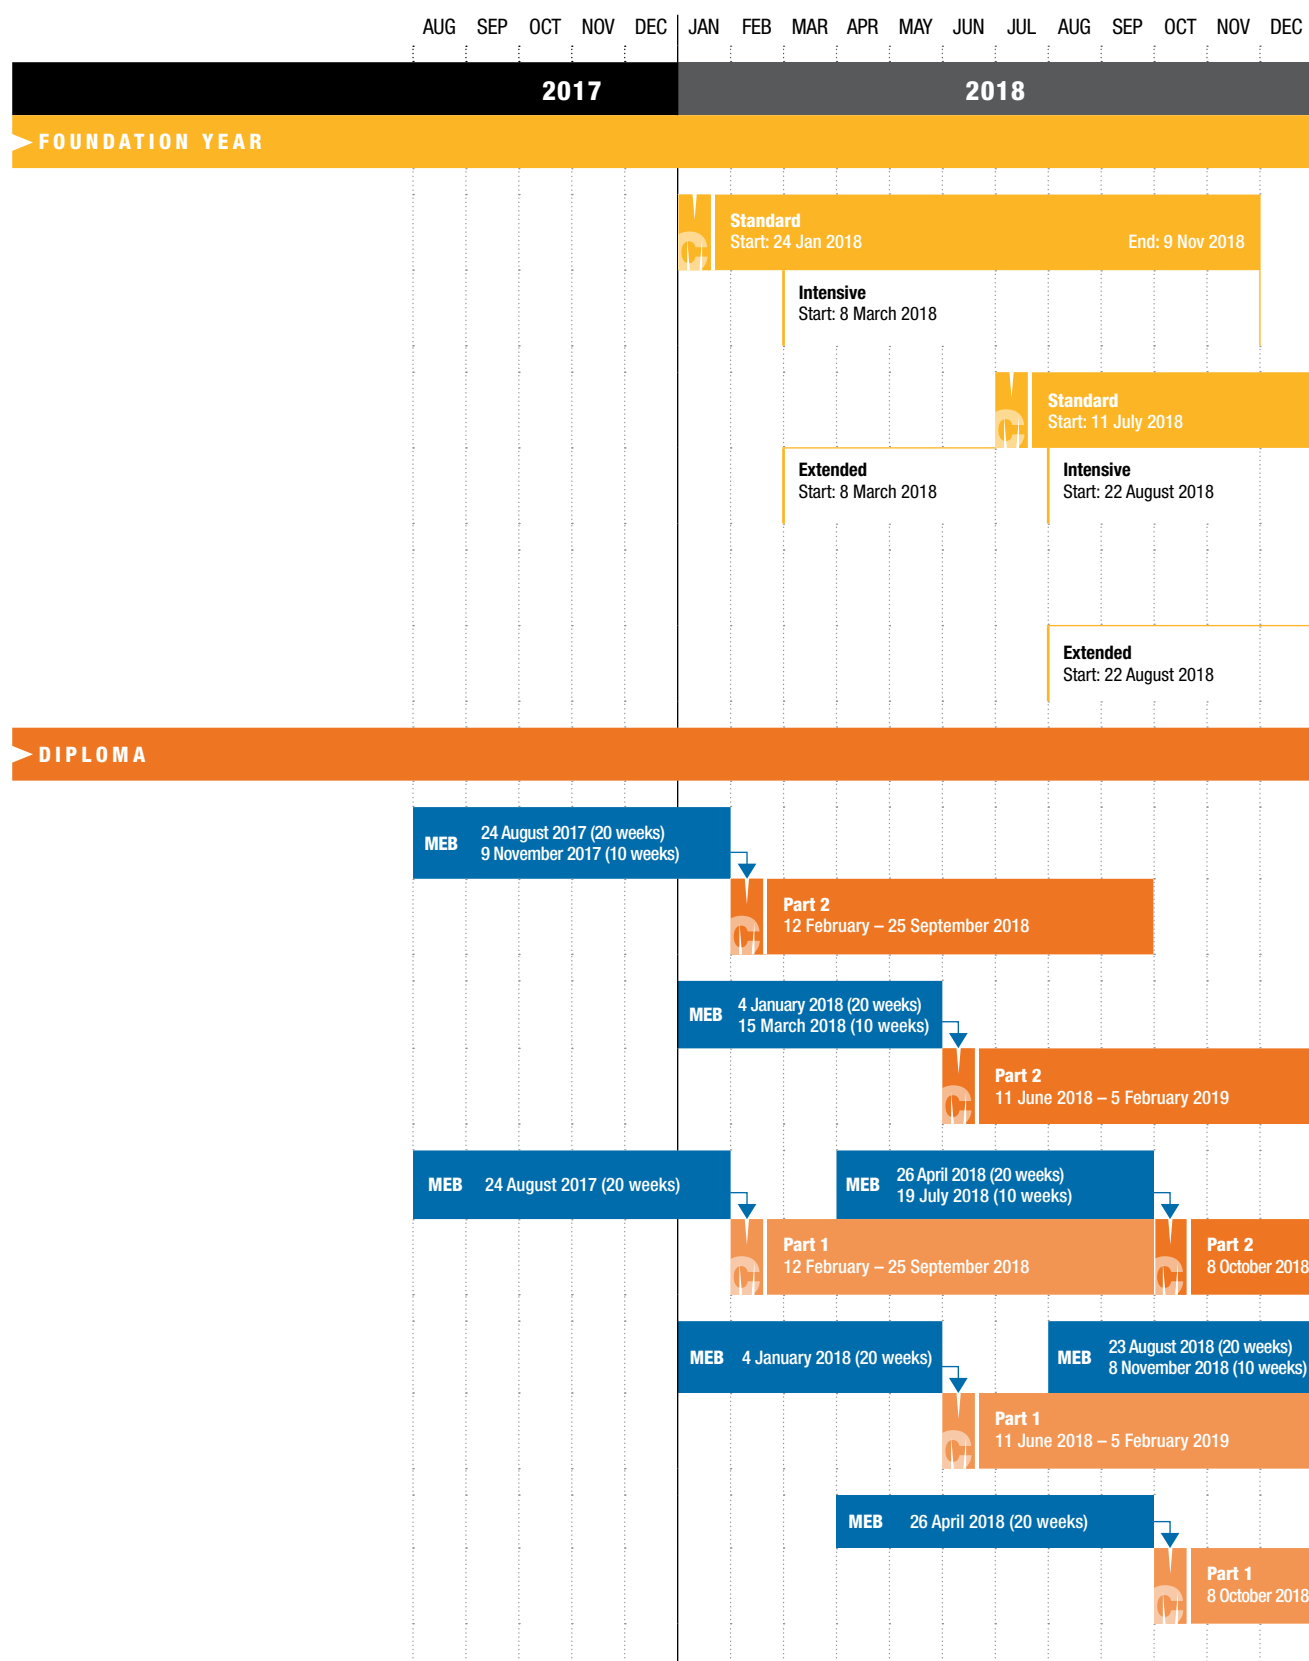 AUG SEP OCT NOV DEC JAN FEB MAR APR MAY JUN JUL AUG SEP OCT NOV DEC
2017 2018
FOUNDATION YEAR
Standard
Start: 24 Jan 2018 End: 9 Nov 2018
Intensive
Start: 8 March 2018
Standard
Start: 11 July 2018
Extended
Start: 8 March 2018
Intensive
Start: 22 August 2018
Extended
Start: 22 August 2018
DIPLOMA
MEB
24 August 2017 (20 weeks)
9 November 2017 (10 weeks)
C
Part 2
12 February – 25 September 2018
MEB
4 January 2018 (20 weeks)
15 March 2018 (10 weeks)
C
Part 2
11 June 2018 – 5 February 2019
MEB 24 August 2017 (20 weeks)
MEB
26 April 2018 (20 weeks)
19 July 2018 (10 weeks)
C
Part 1
12 February – 25 September 2018
C
Part 2
8 October 2018
MEB 4 January 2018 (20 weeks)
MEB
23 August 2018 (20 weeks)
8 November 2018 (10 weeks)
C
Part 1
11 June 2018 – 5 February 2019
MEB 26 April 2018 (20 weeks)
C
Part 1
8 October 2018